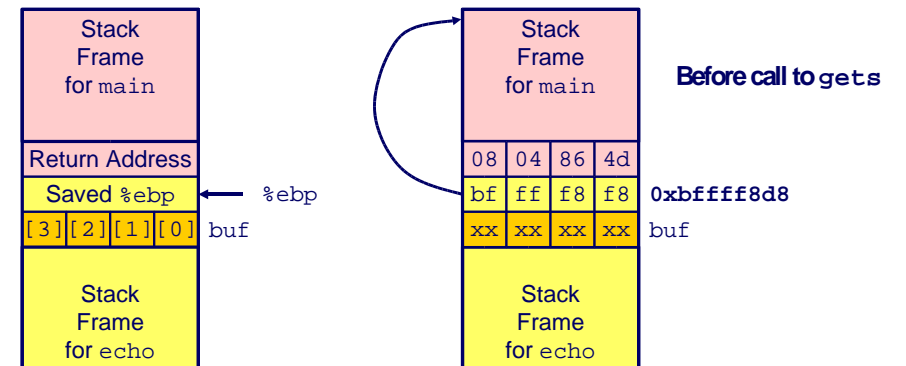 Stack
Frame
for main
Return Address
Saved %ebp
%ebp
[3] [2] [1] [0]
buf
Stack
Frame
for echo
Stack
Frame
for main
Before call to gets
08 04 86 4d
bf ff f8 f8
0xbffff8d8
xx xx xx xx
buf
Stack
Frame
for echo